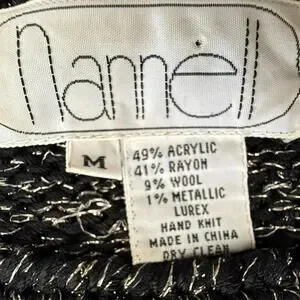 nannell
M
49% ACRYLIC
41% RAYON
9% WOOL
1% METALLIC
LUREX
HAND KNIT
MADE IN CHINA
DRY CLEAN